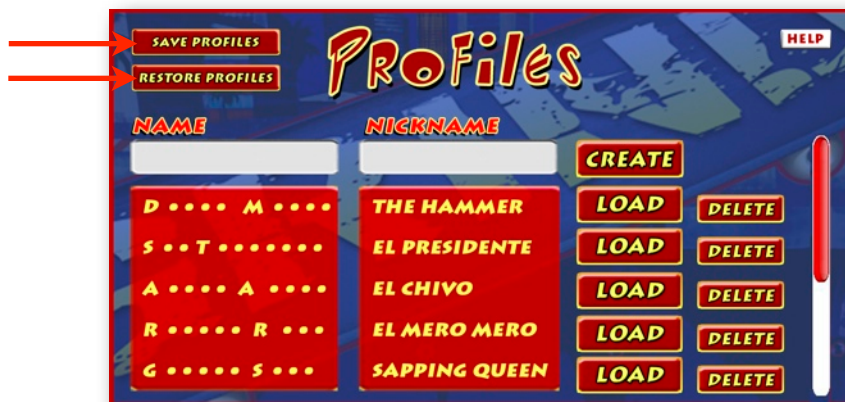 SAVE PROFILES
PROFiles
HELP
RESTORE PROFILES
NAME NICKNAME
CREATE
D •••• M •••• THE HAMMER LOAD DELETE
S ••T ••••••• EL PRESIDENTE LOAD DELETE
A •••• A •••• EL CHIVO LOAD DELETE
R ••••• R ••• EL MERO MERO LOAD DELETE
G ••••• S ••• SAPPING QUEEN LOAD DELETE